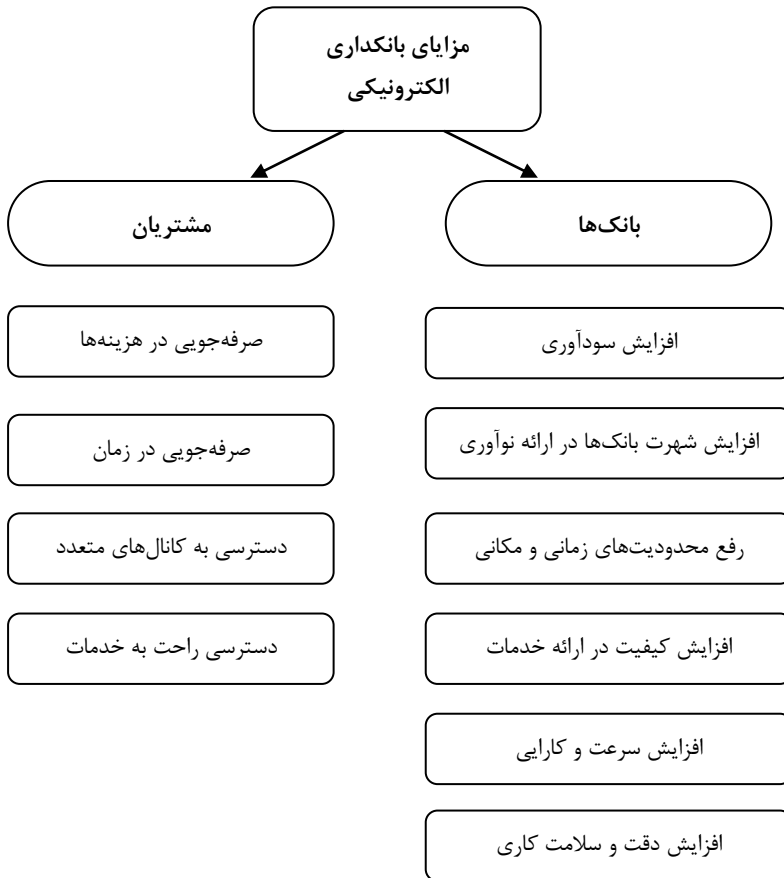 مزایای بانکداری
الکترونیکی
بانک‌ها
مشتریان
افزایش سودآوری
صرفه‌جویی در هزینه‌ها
افزایش شهرت بانک‌ها در ارائه نوآوری
صرفه‌جویی در زمان
رفع محدودیت‌های زمانی و مکانی
دسترسی به کانال‌های متعدد
افزایش کیفیت در ارائه خدمات
دسترسی راحت به خدمات
افزایش سرعت و کارایی
افزایش دقت و سلامت کاری